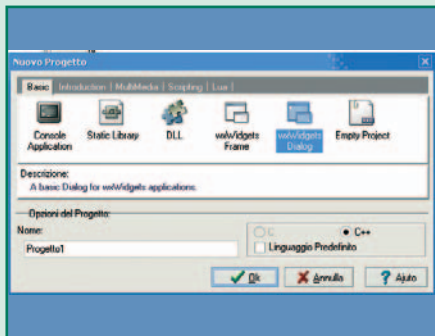 Nuovo Progetto
Basic Introduction MultiMedia Scripting Lua
Console Application
Static Library
DLL
wxWidgets Frame
wxWidgets Dialog
Empty Project
Descrizione:
A basic Dialog for wxWidgets applications.
Opzioni del Progetto:
Nome:
Progetto1
C
C++
Linguaggio Predefinito
Ok
Annulla
Aiuto